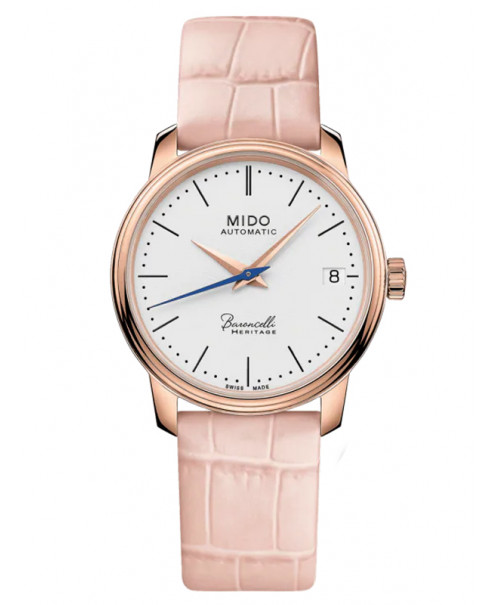 MIDO
AUTOMATIC
8
Baroncelli
HERITAGE
SWISS MADE